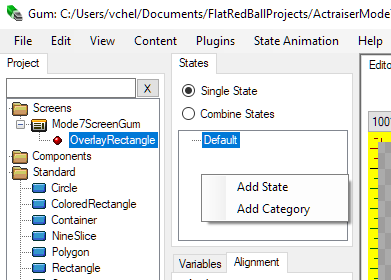 Gum: C:/Users/vchel/Documents/FlatRedBallProjects/ActraiserMode
File Edit View Content Plugins State Animation Help
Project
X
Screens
Mode7ScreenGum
OverlayRectangle
Components
Standard
Circle
ColoredRectangle
Container
NineSlice
Polygon
Rectangle
States
Single State
Combine States
Default
Add State
Add Category
Variables Alignment
Edito
100